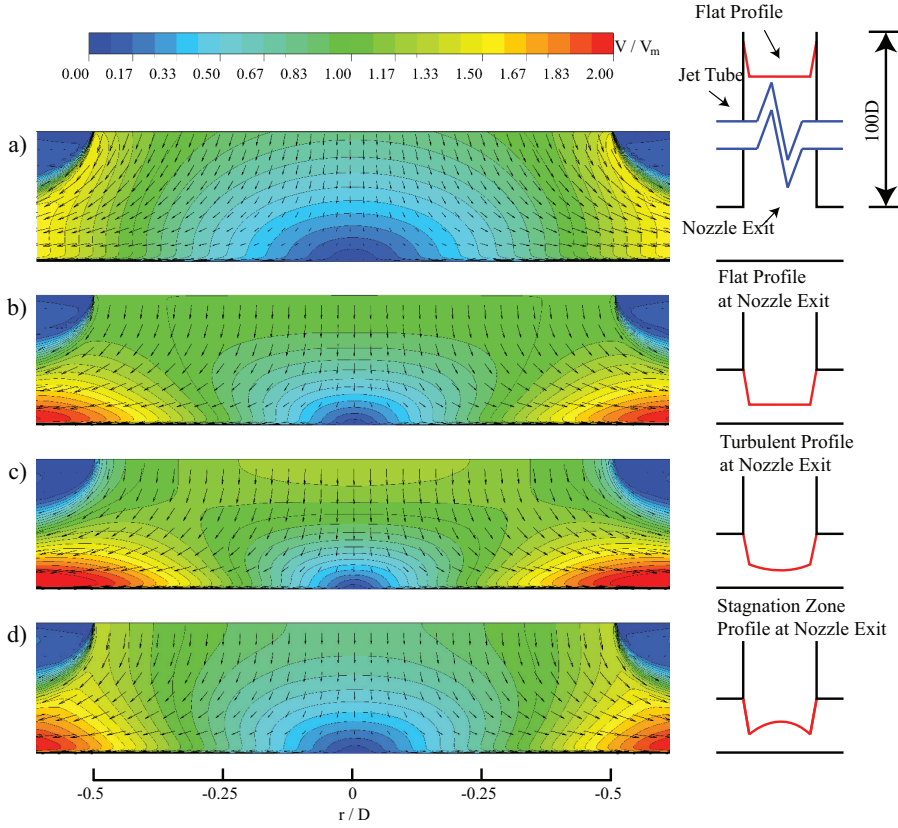 V / Vm
0.00 0.17 0.33 0.50 0.67 0.83 1.00 1.17 1.33 1.50 1.67 1.83 2.00
Flat Profile
Jet Tube
100D
Nozzle Exit
a)
b)
Flat Profile
at Nozzle Exit
c)
Turbulent Profile
at Nozzle Exit
d)
Stagnation Zone
Profile at Nozzle Exit
-0.5 -0.25 0 -0.25 -0.5
r / D